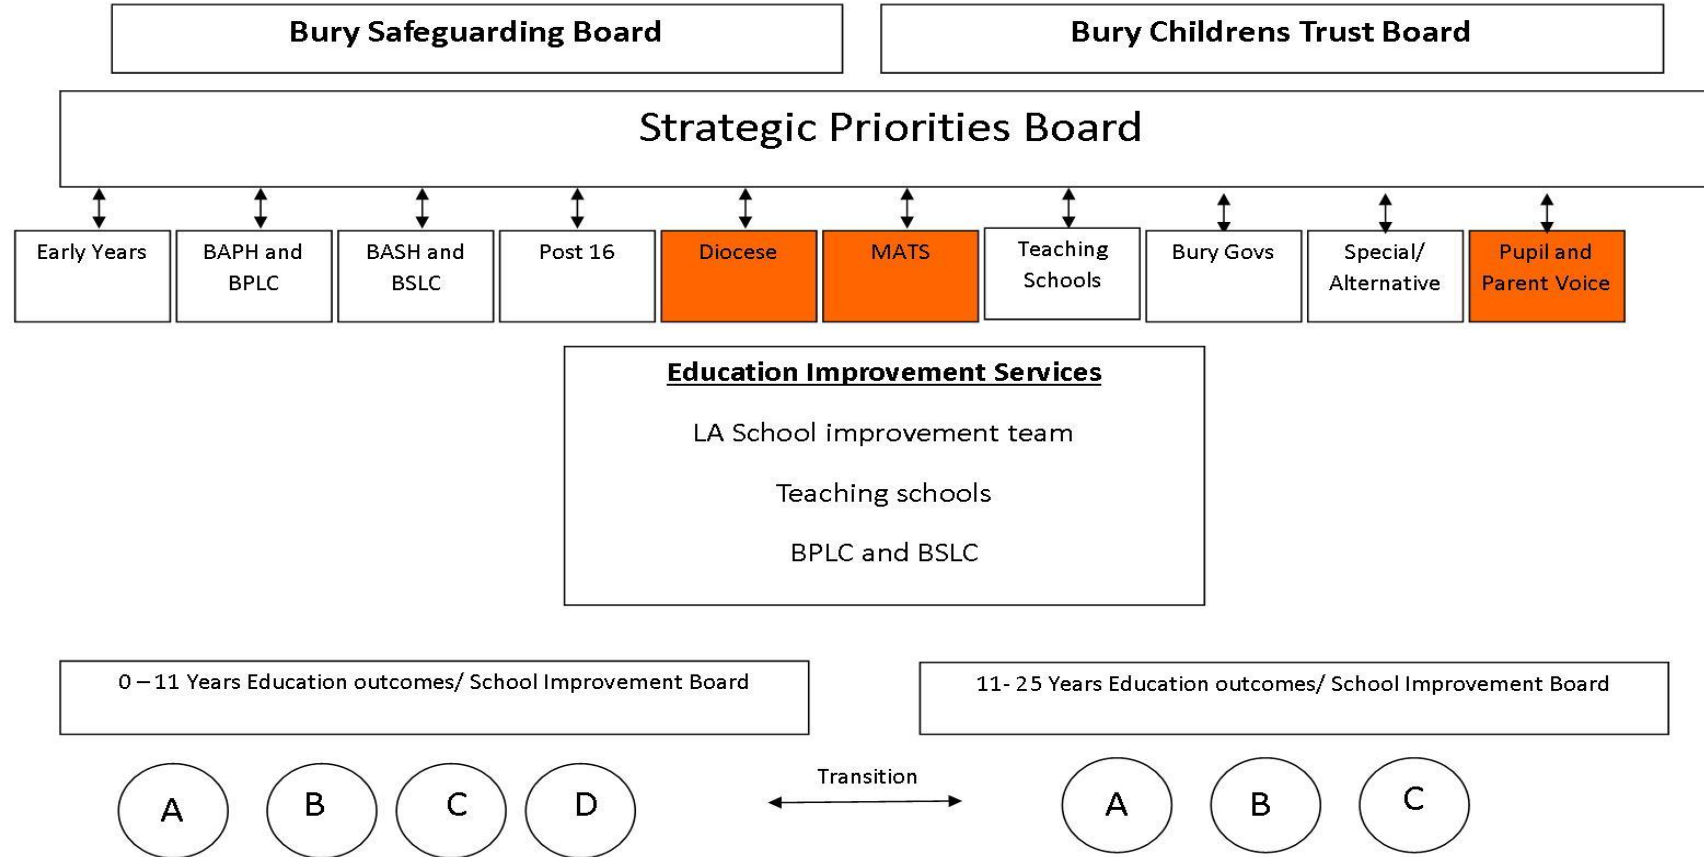 Bury Safeguarding Board
Bury Childrens Trust Board
Strategic Priorities Board
Early Years
BAPH and
BPLC
BASH and
BSLC
Post 16
Diocese
MATS
Teaching
Schools
Bury Govs
Special/
Alternative
Pupil and
Parent Voice
Education Improvement Services
LA School improvement team
Teaching schools
BPLC and BSLC
0 – 11 Years Education outcomes/ School Improvement Board
11- 25 Years Education outcomes/ School Improvement Board
A
B
C
D
Transition
A
B
C